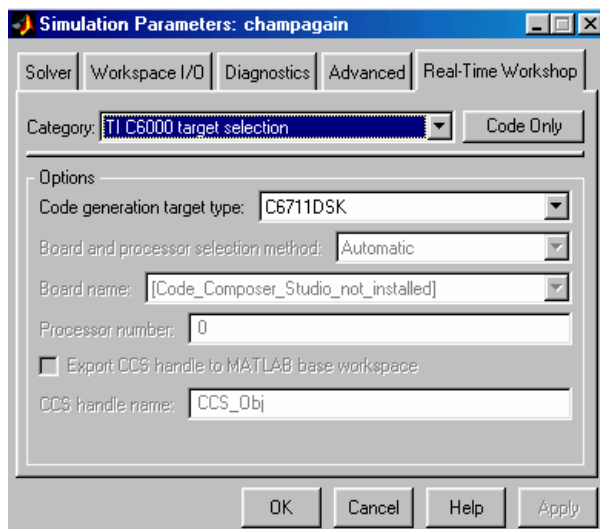 Simulation Parameters: champagain
Solver Workspace I/O Diagnostics Advanced Real-Time Workshop
Category: TI C6000 target selection Code Only
Options
Code generation target type: C6711DSK
Board and processor selection method: Automatic
Board name: [Code_Composer_Studio_not_installed]
Processor number: 0
Export CCS handle to MATLAB base workspace
CCS handle name: CCS_Obj
OK Cancel Help Apply